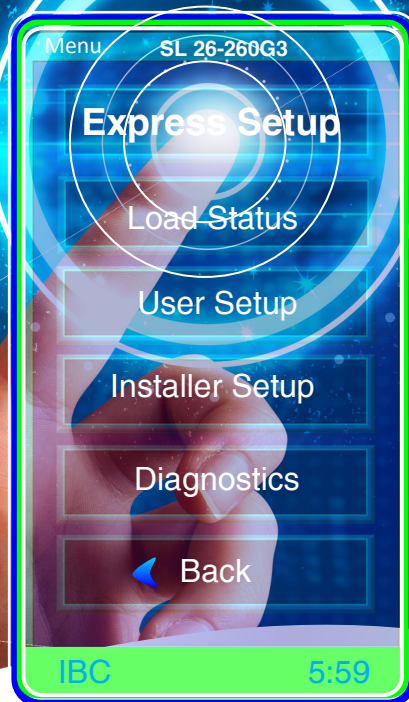 Menu SL 26-260G3
Express Setup
Load Status
User Setup
Installer Setup
Diagnostics
Back
IBC 5:59